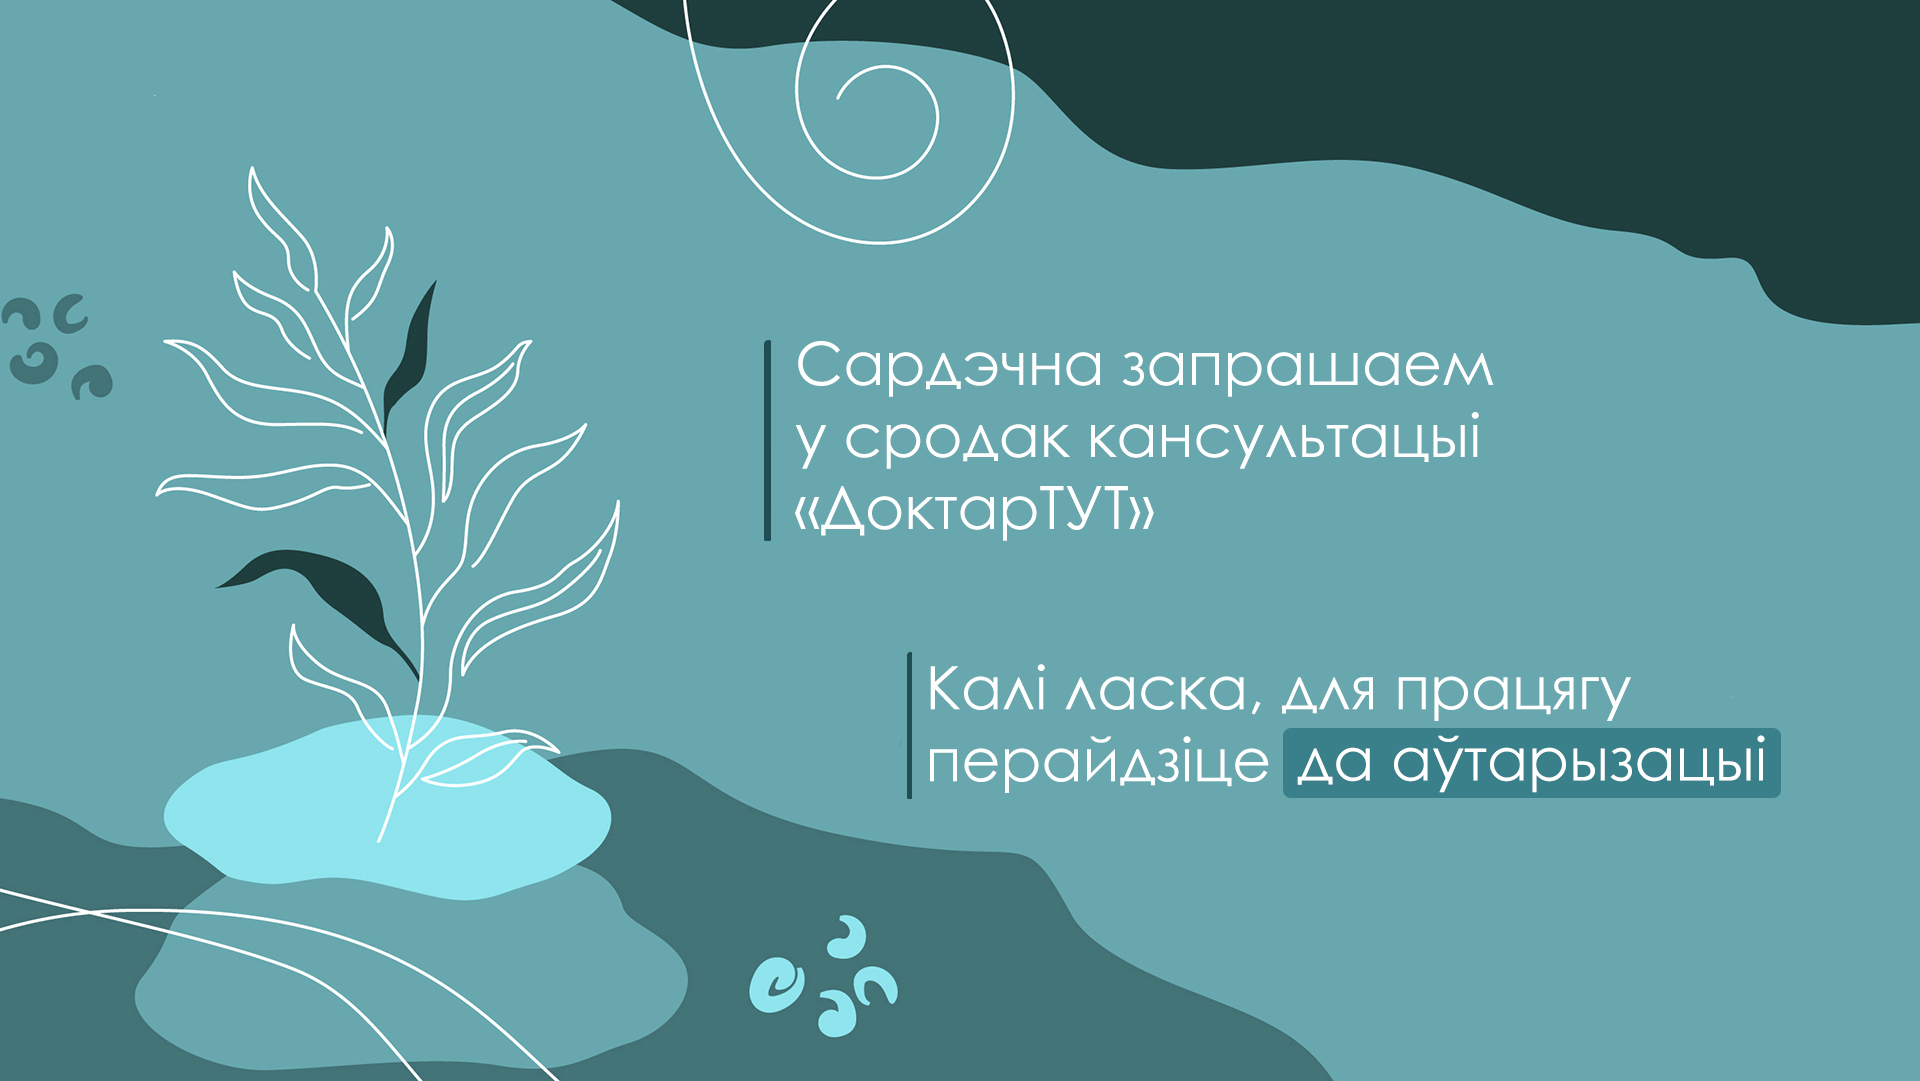 Сардэчна запрашаем
у сродак кансультацыі
«ДоктарТУТ»
Калі ласка, для працягу
перайдзіце да аўтарызацыі